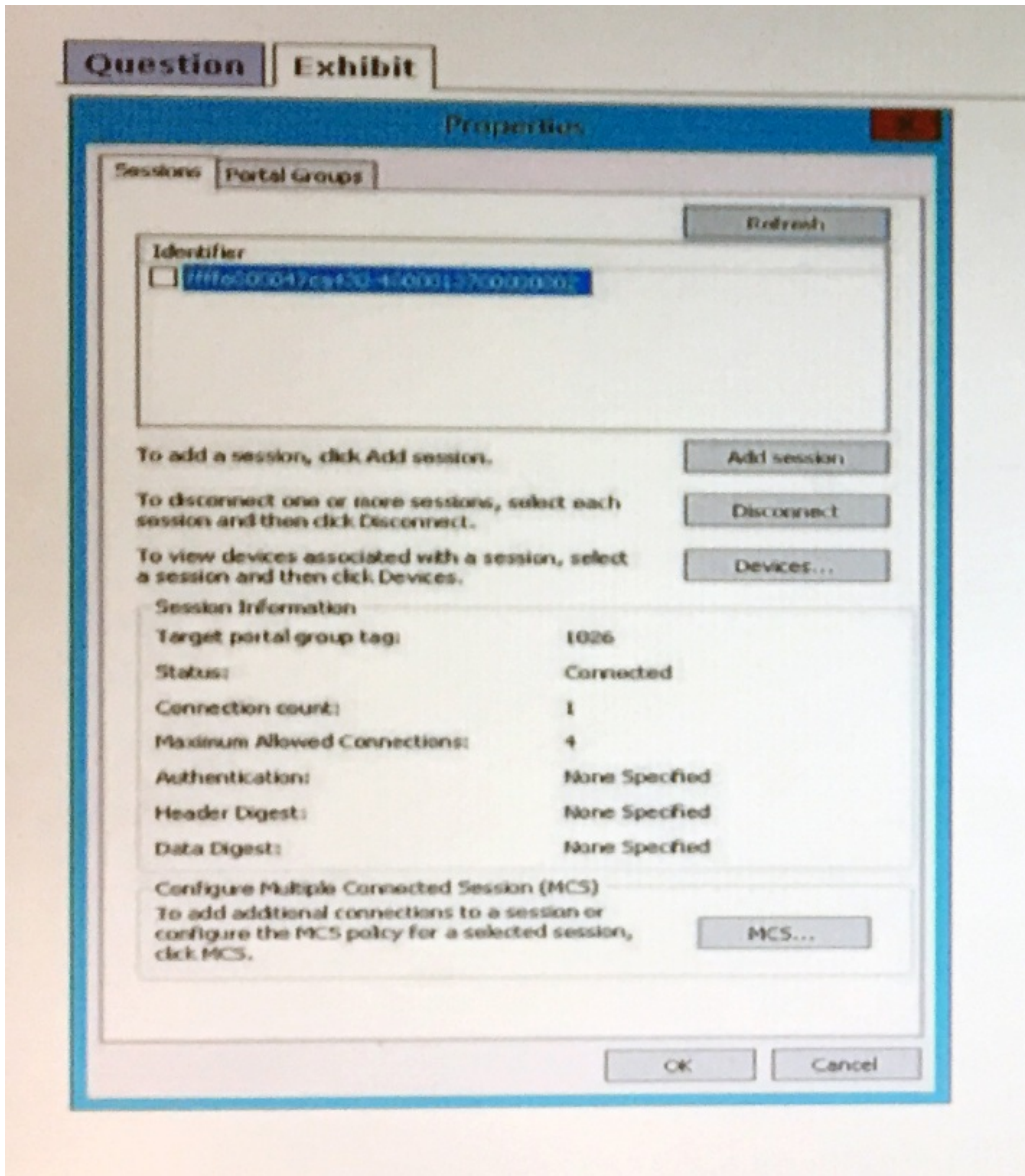 Question Exhibit
Properties
Sessions Portal Groups
Refresh
Identifier
To add a session, click Add session.
Add session
To disconnect one or more sessions, select each
session and then click Disconnect.
Disconnect
To view devices associated with a session, select
a session and then click Devices.
Devices...
Session Information
Target portal group tag: 1026
Status: Connected
Connection count: 1
Maximum Allowed Connections: 4
Authentication: None Specified
Header Digest: None Specified
Data Digest: None Specified
Configure Multiple Connected Session (MCS)
To add additional connections to a session or
configure the MCS policy for a selected session,
click MCS.
MCS...
OK Cancel